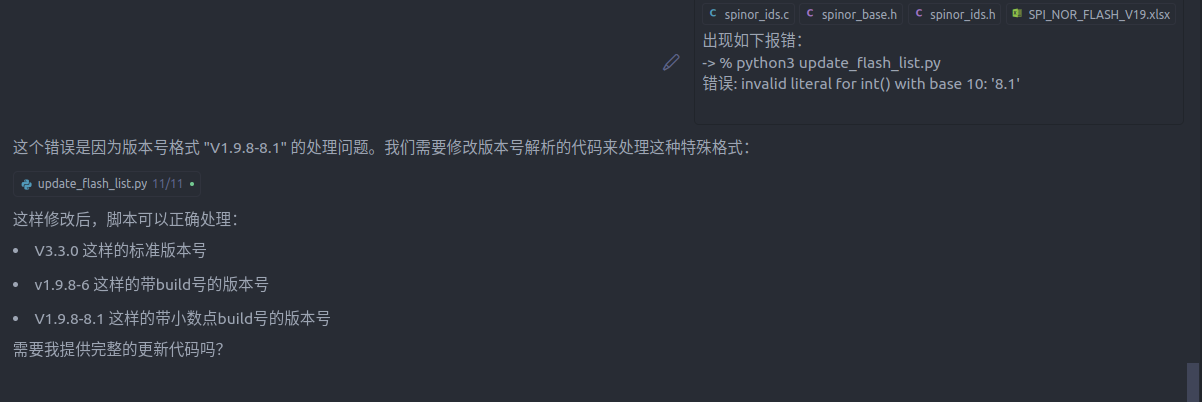 spinor_ids.c spinor_base.h spinor_ids.h SPI_NOR_FLASH_V19.xlsx
出现如下报错：
-> % python3 update_flash_list.py
错误: invalid literal for int() with base 10: '8.1'
这个错误是因为版本号格式 "V1.9.8-8.1" 的处理问题。我们需要修改版本号解析的代码来处理这种特殊格式：
update_flash_list.py 11/11
这样修改后，脚本可以正确处理：
• V3.3.0 这样的标准版本号
• v1.9.8-6 这样的带build号的版本号
• V1.9.8-8.1 这样的带小数点build号的版本号
需要我提供完整的更新代码吗？